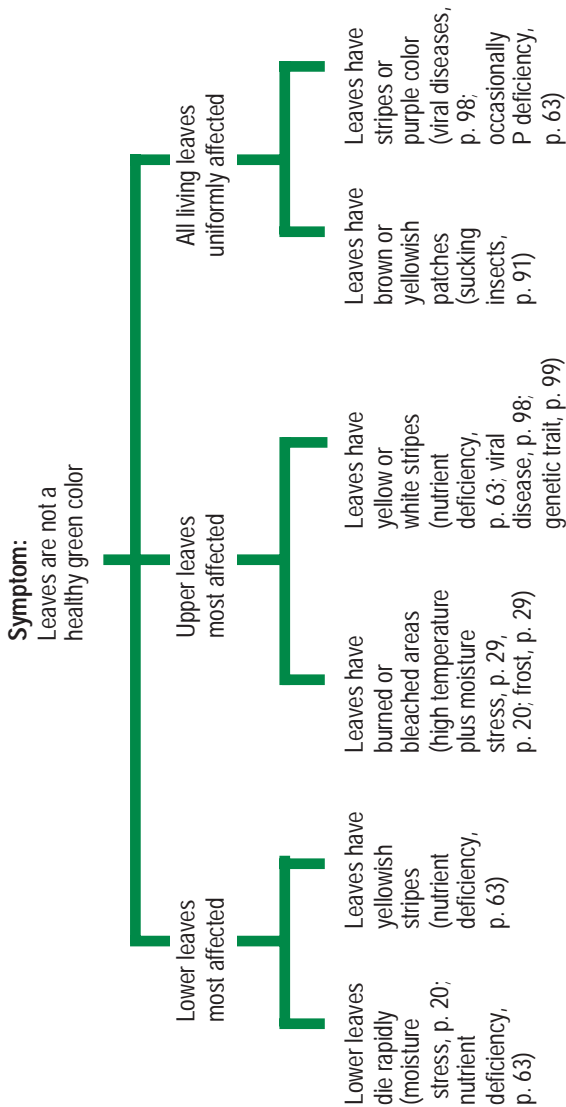 Symptom:
Leaves are not a
healthy green color
Lower leaves
most affected
Upper leaves
most affected
All living leaves
uniformly affected
Lower leaves
die rapidly
(moisture
stress, p. 20;
nutrient
deficiency,
p. 63)
Leaves have
yellowish
stripes
(nutrient
deficiency,
p. 63)
Leaves have
burned or
bleached areas
(high temperature
plus moisture
stress, p. 29,
p. 20; frost, p. 29)
Leaves have
yellow or
white stripes
(nutrient
deficiency,
p. 63; viral
disease, p. 98;
genetic trait, p. 99)
Leaves have
brown or
yellowish
patches
(sucking
insects,
p. 91)
Leaves have
stripes or
purple color
(viral diseases,
p. 98;
occasionally
P deficiency,
p. 63)